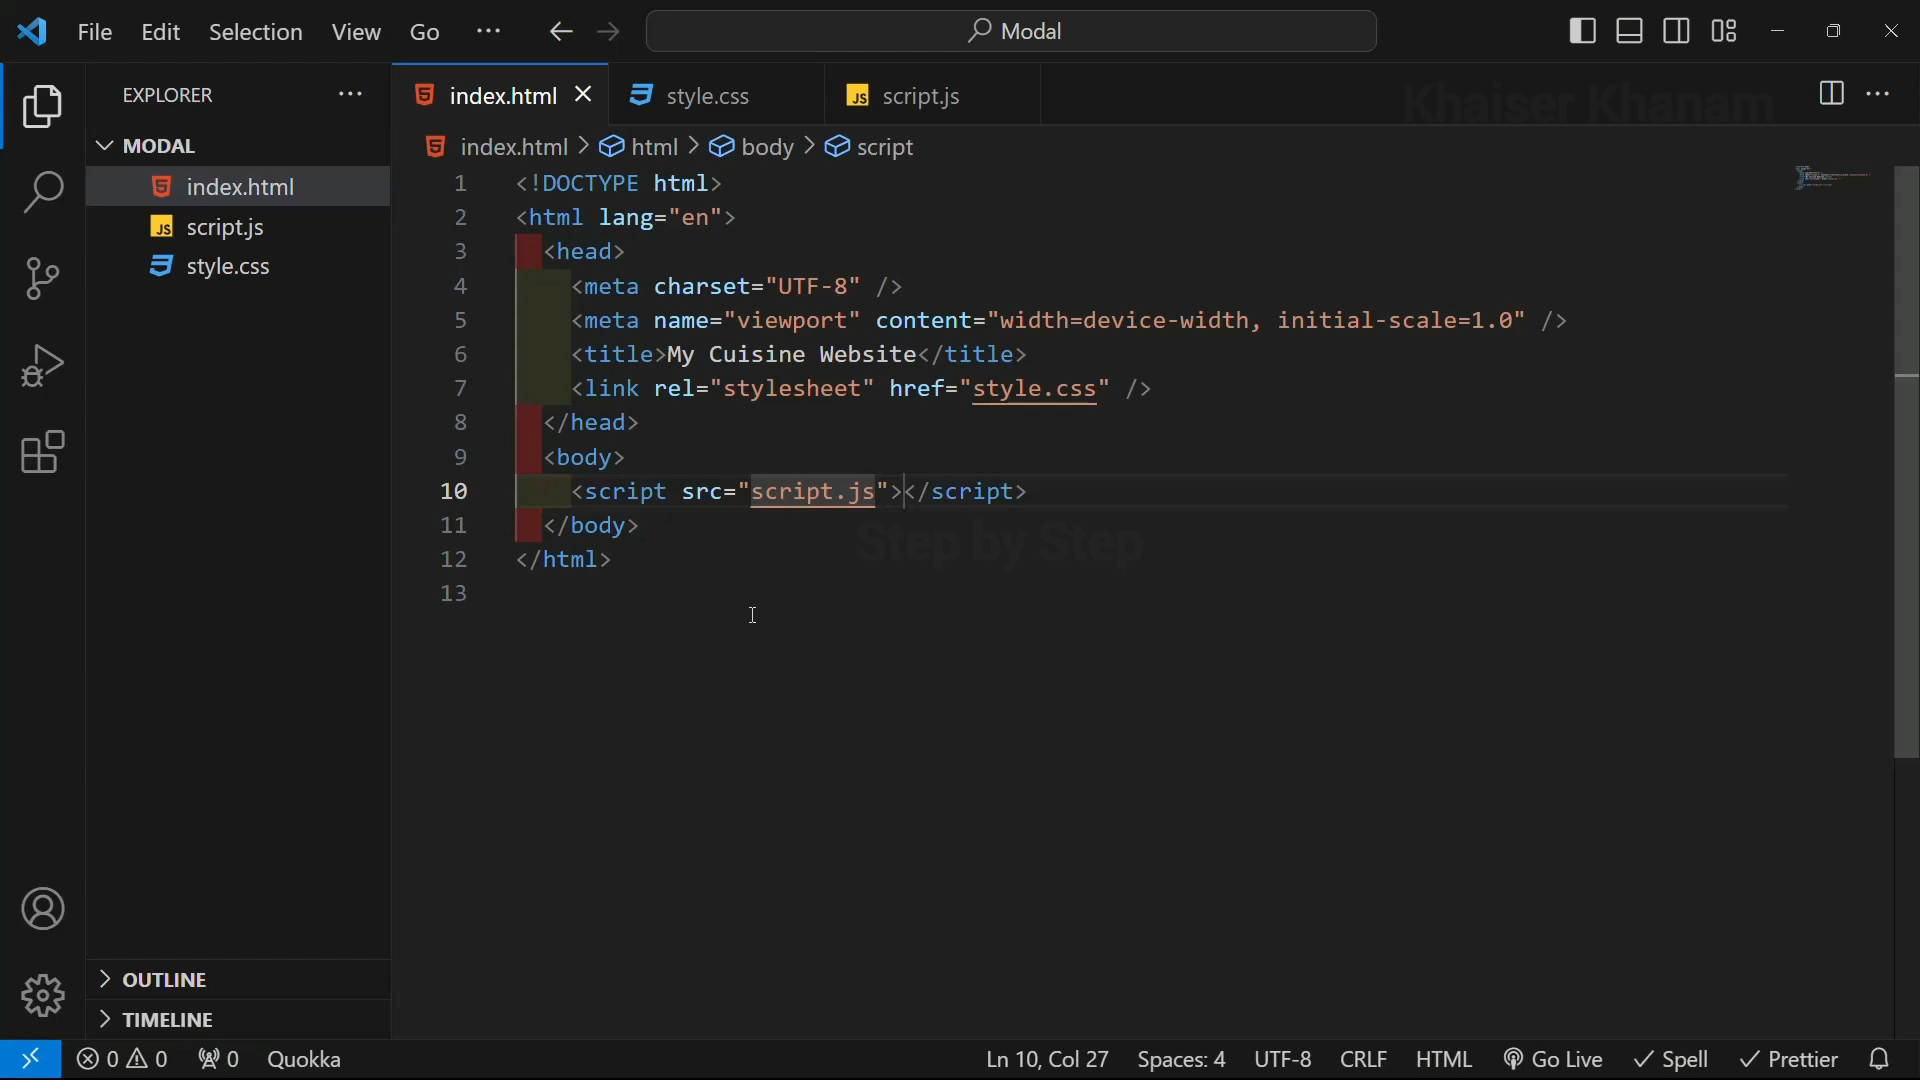 File Edit Selection View Go ··· Modal
EXPLORER ···
index.html style.css script.js
Khaiser Khanam
MODAL
index.html
script.js
style.css
index.html > html > body > script
1 <!DOCTYPE html>
2 <html lang="en">
3 <head>
4 <meta charset="UTF-8" />
5 <meta name="viewport" content="width=device-width, initial-scale=1.0" />
6 <title>My Cuisine Website</title>
7 <link rel="stylesheet" href="style.css" />
8 </head>
9 <body>
10 <script src="script.js"></script>
11 </body>
12 </html>
13
Step by Step
OUTLINE
TIMELINE
0 0 0 Quokka Ln 10, Col 27 Spaces: 4 UTF-8 CRLF HTML Go Live Spell Prettier